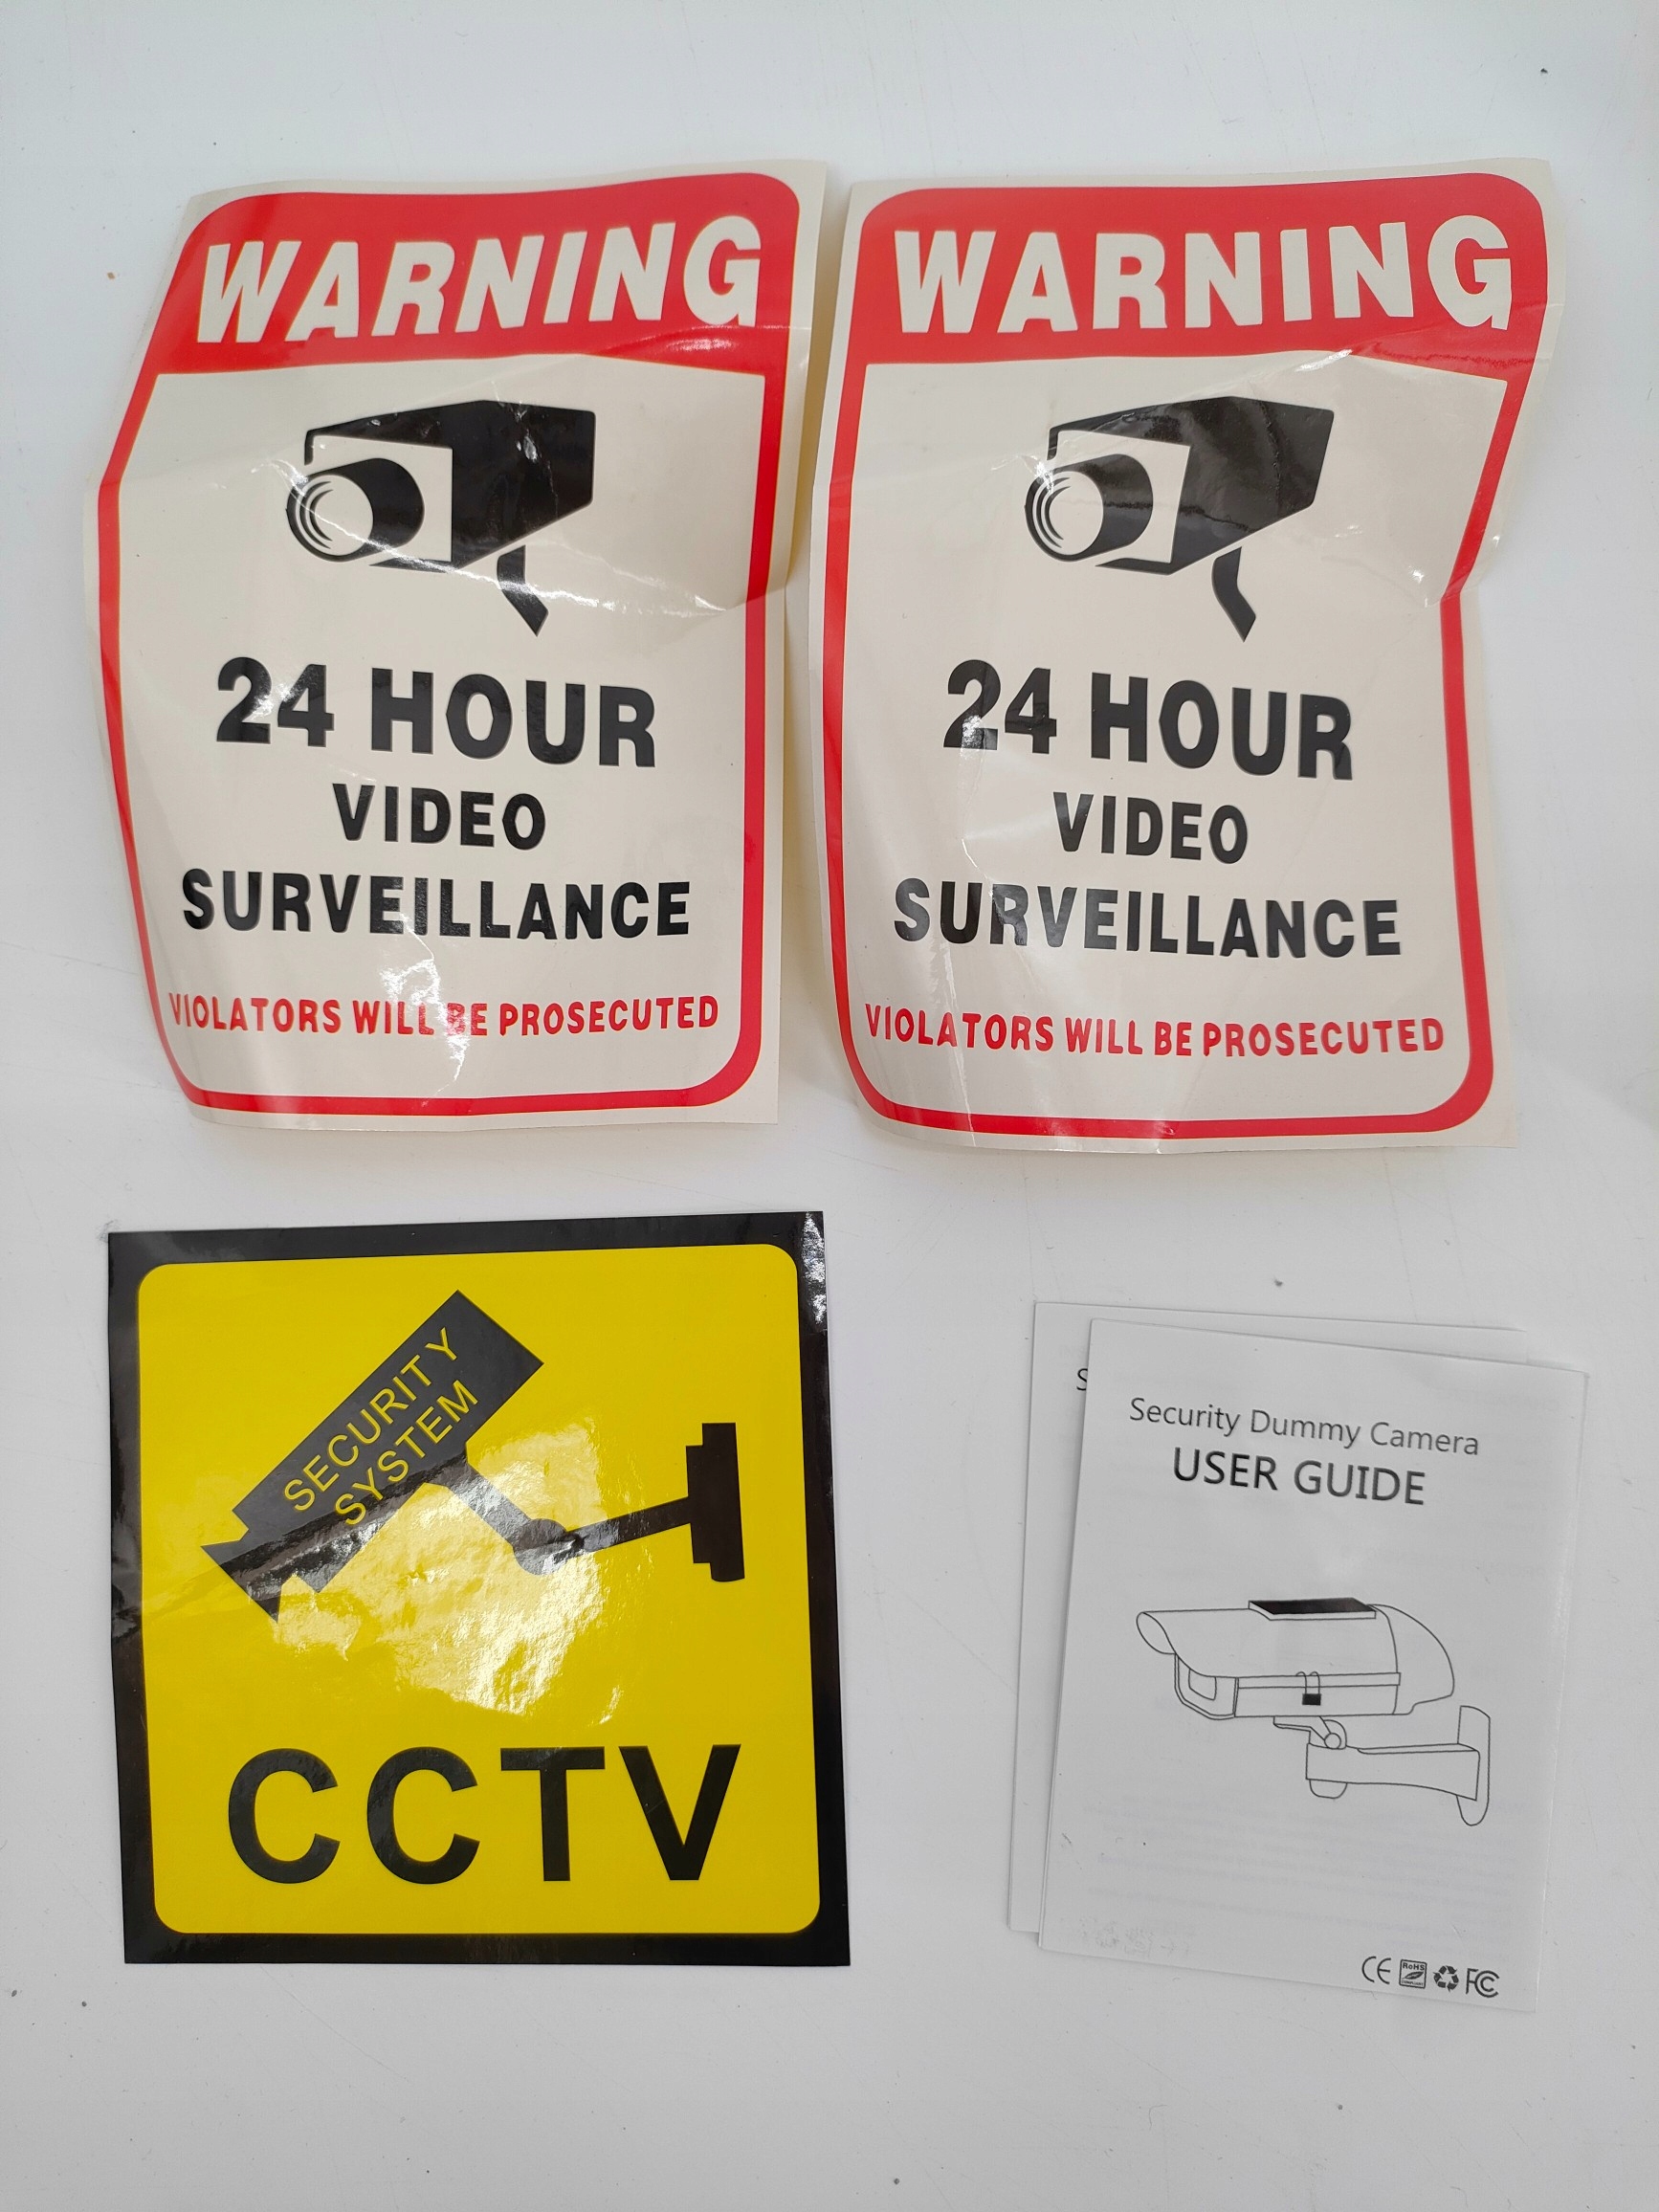 WARNING
24 HOUR
VIDEO
SURVEILLANCE
VIOLATORS WILL BE PROSECUTED
WARNING
24 HOUR
VIDEO
SURVEILLANCE
VIOLATORS WILL BE PROSECUTED
SECURITY
SYSTEM
CCTV
S
Security Dummy Camera
USER GUIDE
CE RoHS FC